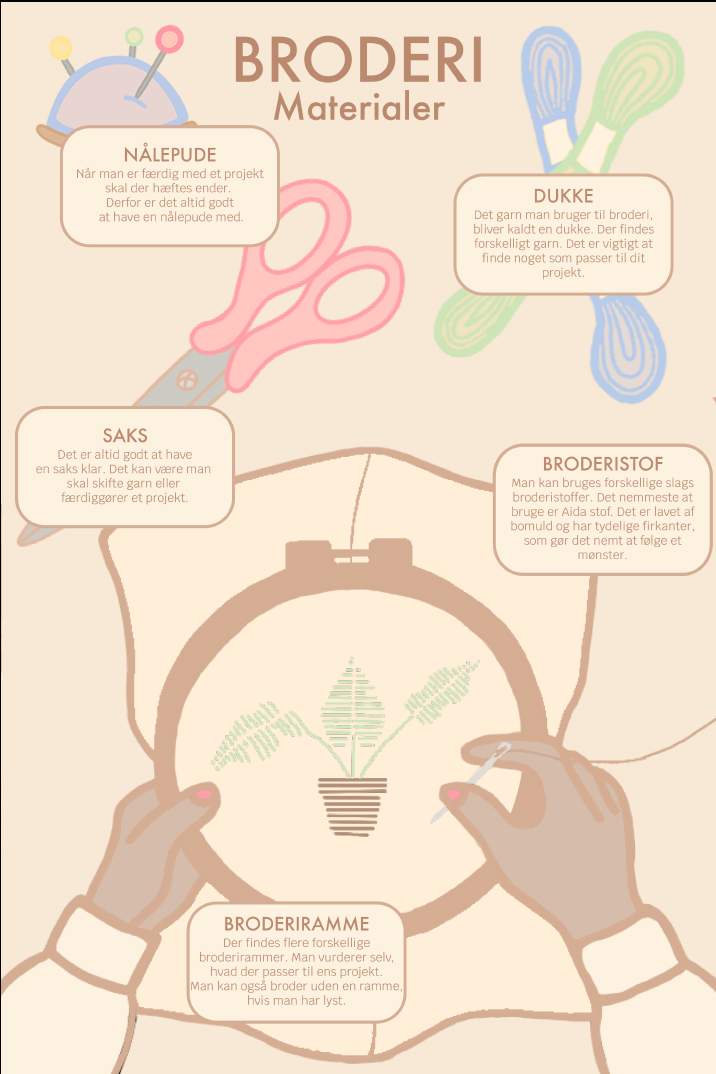 BRODERI
Materialer
NÅLEPUDE
Når man er færdig med et projekt
skal der hæftes ender.
Derfor er det altid godt
at have en nålepude med.
DUKKE
Det garn man bruger til broderi,
bliver kaldt en dukke. Der findes
forskelligt garn. Det er vigtigt at
finde noget som passer til dit
projekt.
SAKS
Det er altid godt at have
en saks klar. Det kan være man
skal skifte garn eller
færdiggører et projekt.
BRODERISTOF
Man kan bruges forskellige slags
broderistoffer. Det nemmeste at
bruge er Aida stof. Det er lavet af
bomuld og har tydelige firkanter,
som gør det nemt at følge et
mønster.
BRODERIRAMME
Der findes flere forskellige
broderirammer. Man vurderer selv,
hvad der passer til ens projekt.
Man kan også broder uden en ramme,
hvis man har lyst.